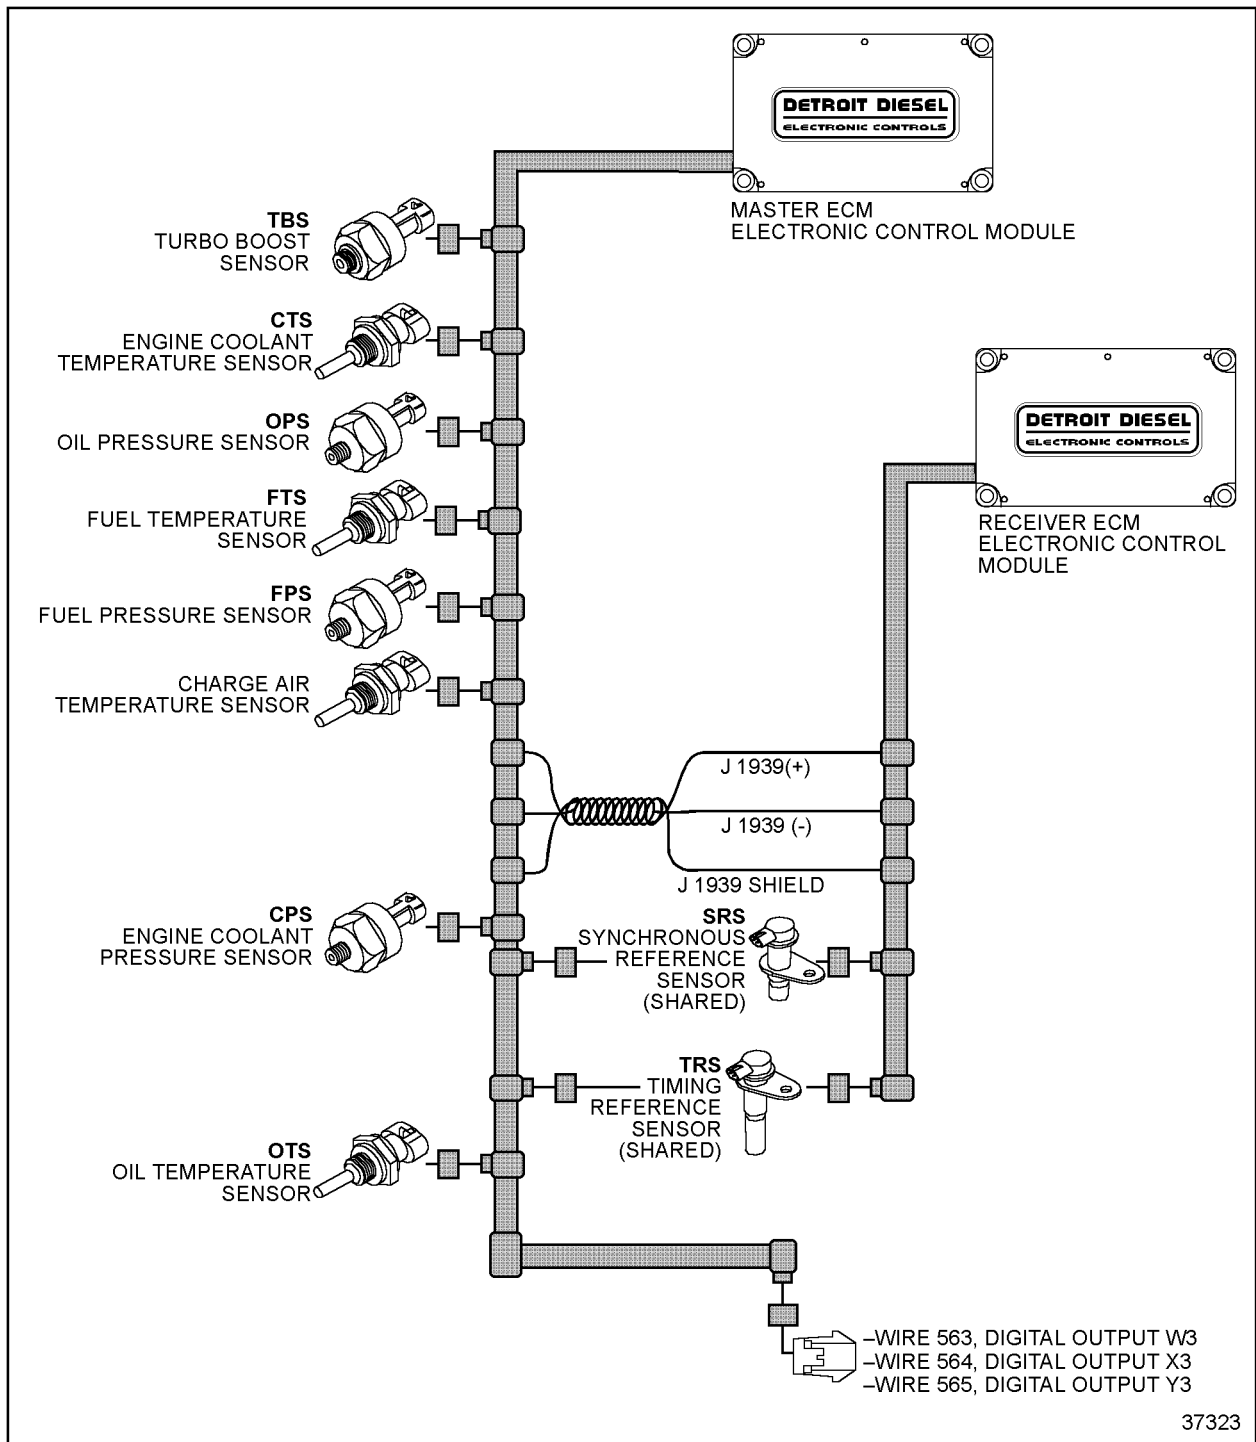 DETROIT DIESEL
ELECTRONIC CONTROLS
MASTER ECM
ELECTRONIC CONTROL MODULE
TBS
TURBO BOOST
SENSOR
CTS
ENGINE COOLANT
TEMPERATURE SENSOR
DETROIT DIESEL
ELECTRONIC CONTROLS
RECEIVER ECM
ELECTRONIC CONTROL
MODULE
OPS
OIL PRESSURE SENSOR
FTS
FUEL TEMPERATURE
SENSOR
FPS
FUEL PRESSURE SENSOR
CHARGE AIR
TEMPERATURE SENSOR
J 1939(+)
J 1939 (-)
J 1939 SHIELD
CPS
ENGINE COOLANT
PRESSURE SENSOR
SRS
SYNCHRONOUS
REFERENCE
SENSOR
(SHARED)
TRS
TIMING
REFERENCE
SENSOR
(SHARED)
OTS
OIL TEMPERATURE
SENSOR
–WIRE 563, DIGITAL OUTPUT W3
–WIRE 564, DIGITAL OUTPUT X3
–WIRE 565, DIGITAL OUTPUT Y3
37323